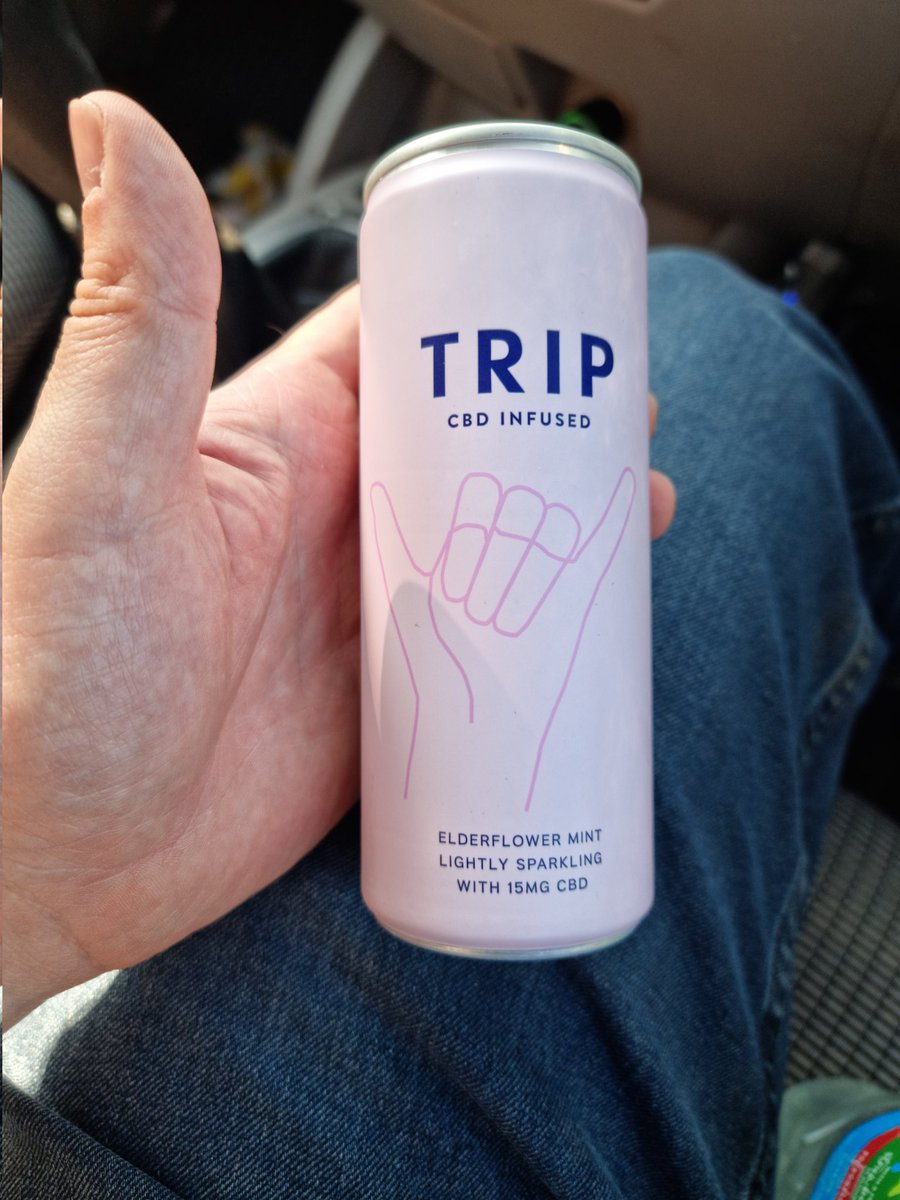 TRIP
CBD INFUSED
ELDERFLOWER MINT
LIGHTLY SPARKLING
WITH 15MG CBD